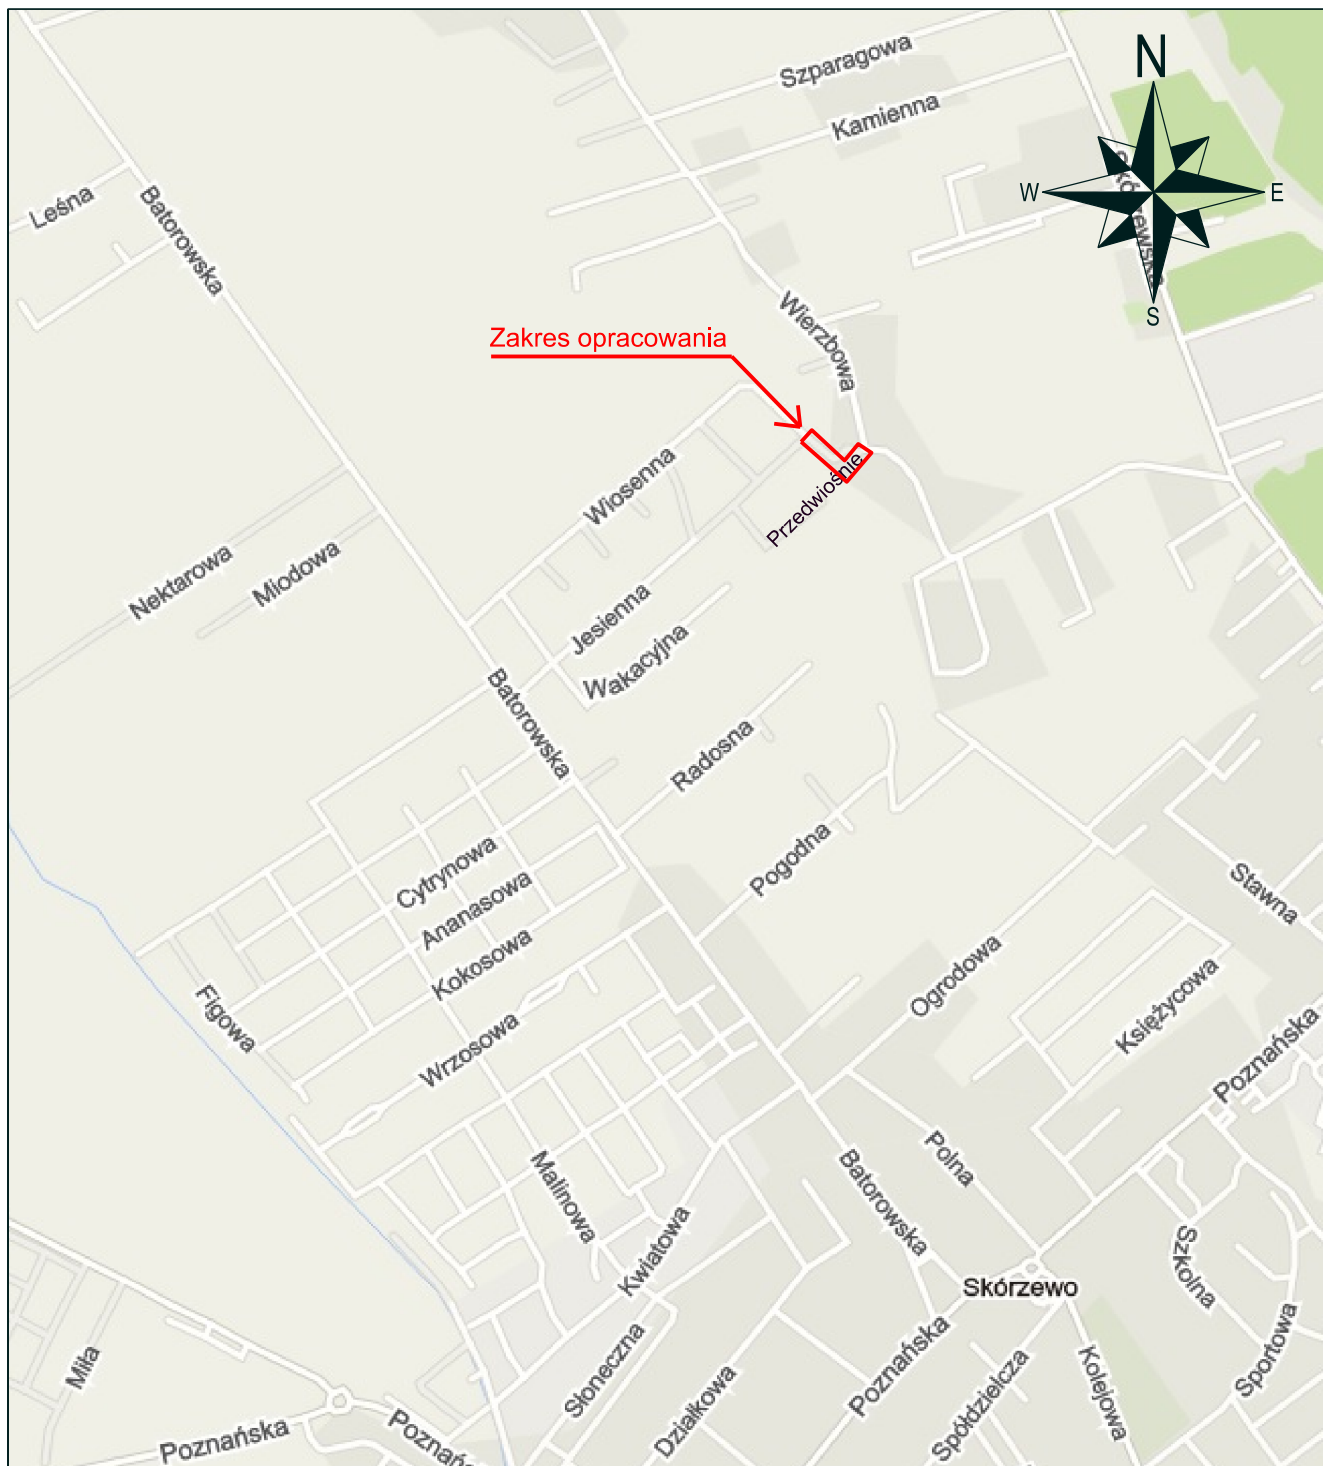 Szparagowa
N
Kamienna
Skórzewska
W
E
S
Leśna
Batorowska
Wierzbowa
Zakres opracowania
Wiosenna
Przedwiośnie
Nektarowa
Miodowa
Jesienna
Wakacyjna
Batorowska
Radosna
Pogodna
Cytrynowa
Ananasowa
Kokosowa
Stawna
Ogrodowa
Księżycowa
Figowa
Wrzosowa
Poznańska
Polna
Malinowa
Batorowska
Kwiatowa
Szkolna
Skórzewo
Miła
Słoneczna
Działkowa
Poznańska
Spółdzielcza
Kolejowa
Sportowa
Poznańska
Poznańs